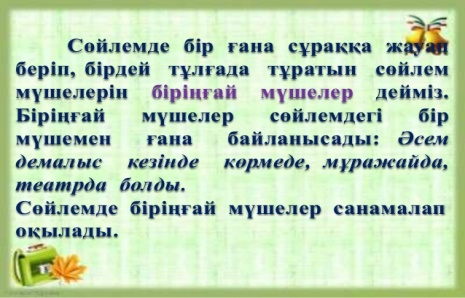 Сөйлемде бір ғана сұраққа жауап
беріп, бірдей тұлғада тұратын сөйлем
мүшелерін біріңғай мүшелер дейміз.
Біріңғай мүшелер сөйлемдегі бір
мүшемен ғана байланысады: Әсем
демалыс кезінде көрмеде, мұражайда,
театрда болды.
Сөйлемде біріңғай мүшелер санамалап
оқылады.